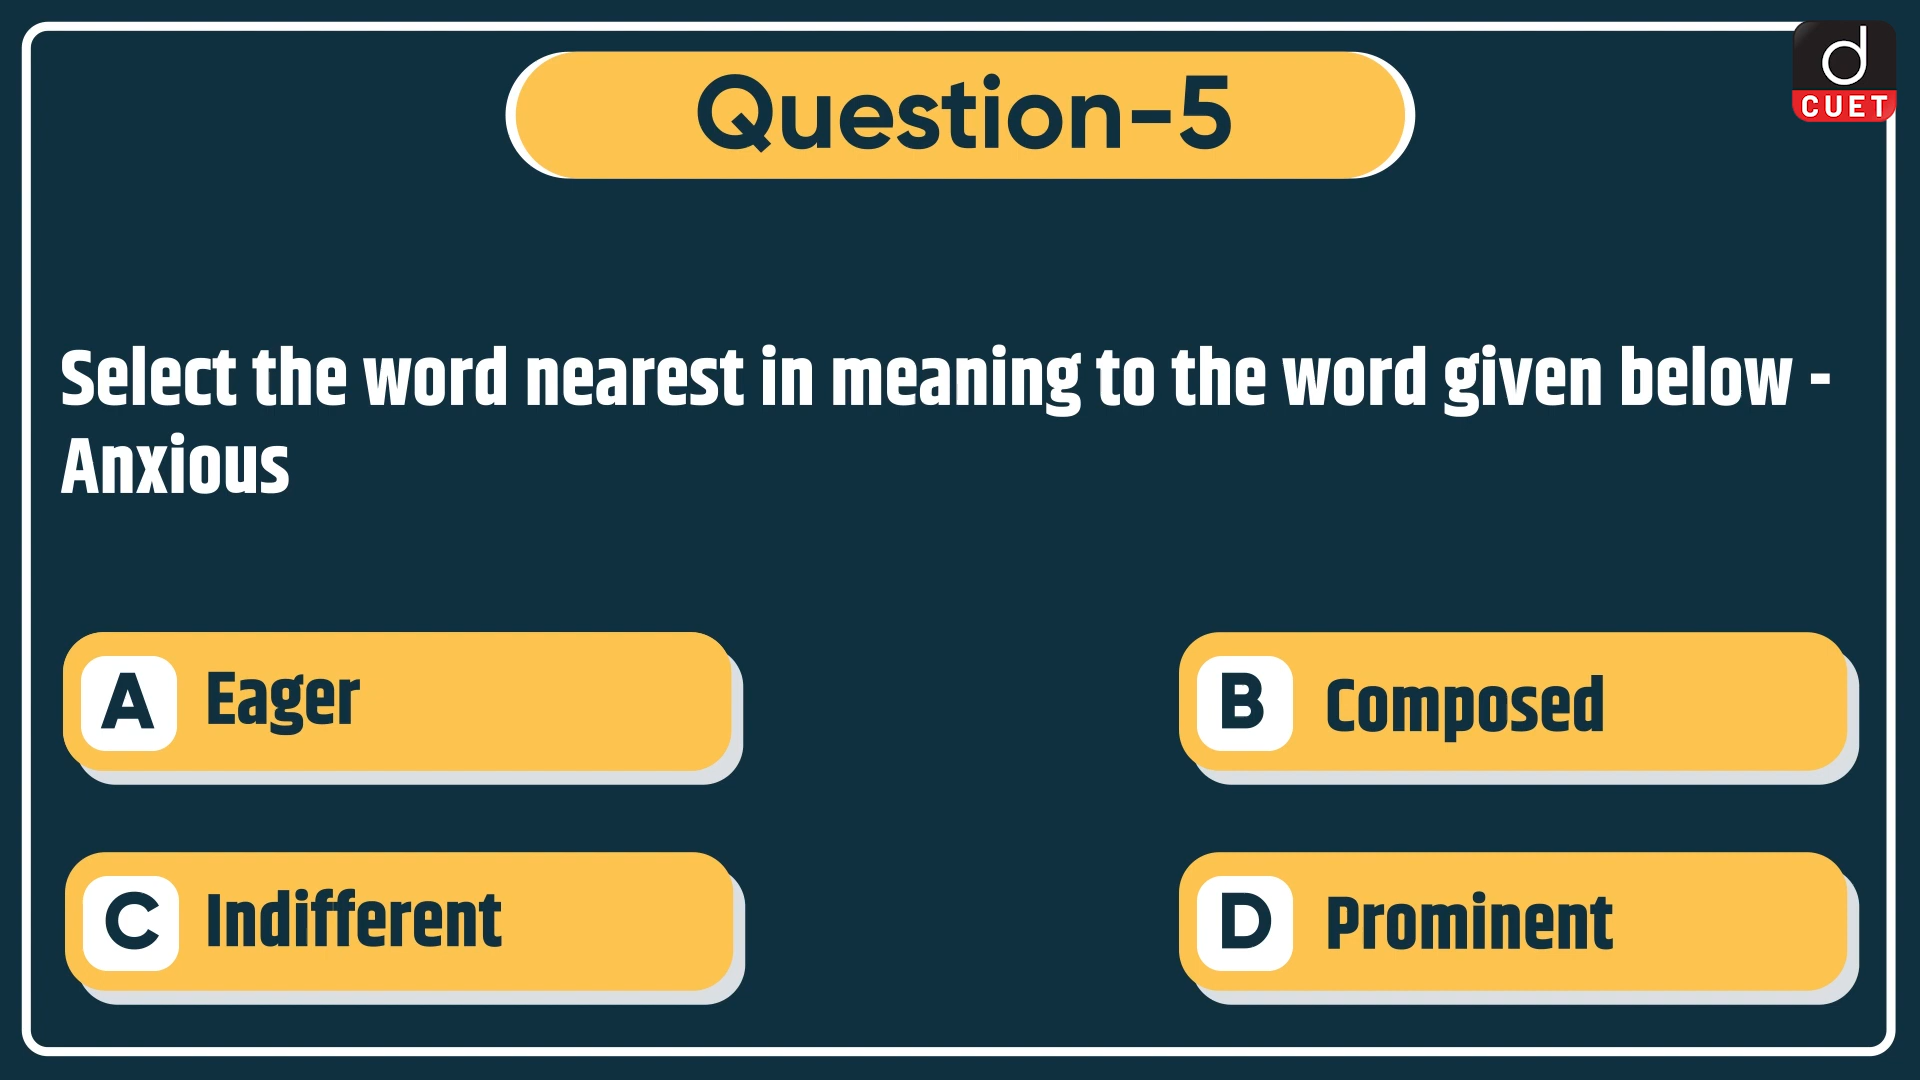 Question-5
d
CUET
Select the word nearest in meaning to the word given below -
Anxious
A Eager
B Composed
C Indifferent
D Prominent